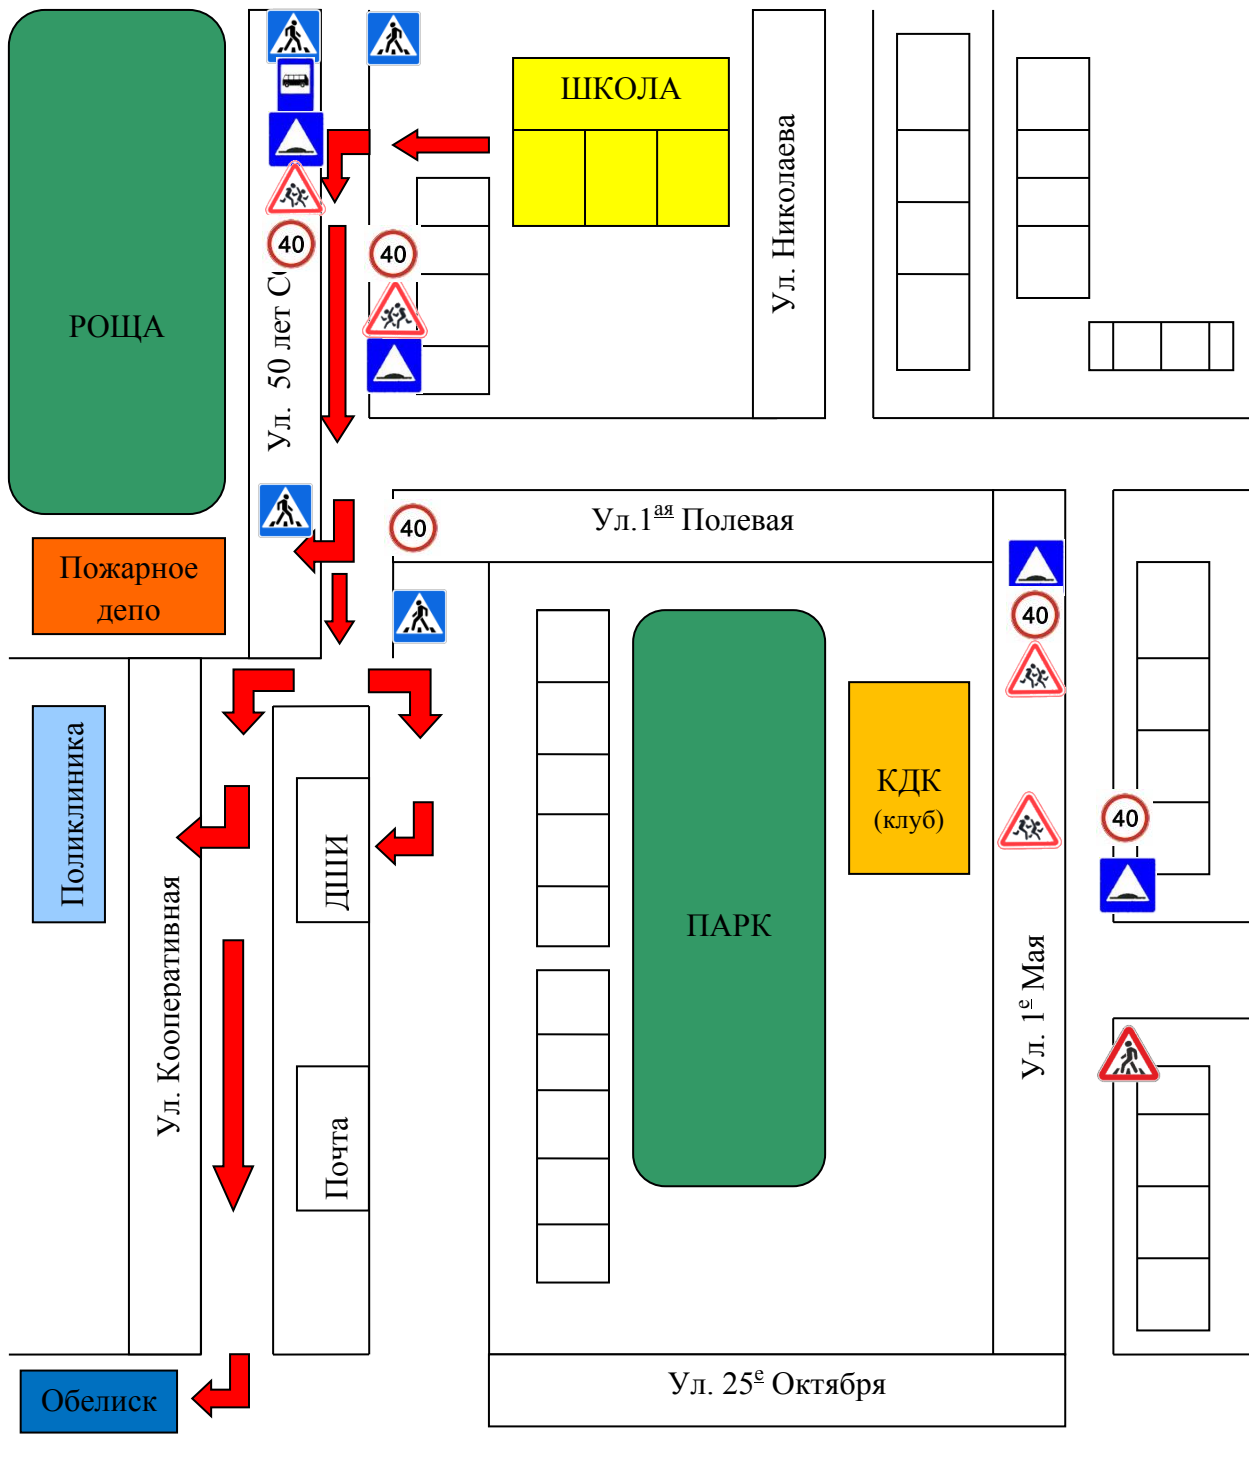 ШКОЛА
Ул. Николаева
40
40
РОЩА
Ул. 50 лет С
Ул.1ая Полевая
40
Пожарное
депо
40
Поликлиника
КДК
(клуб)
40
ДШИ
ПАРК
Ул. Кооперативная
Ул. 1е Мая
Почта
Ул. 25е Октября
Обелиск